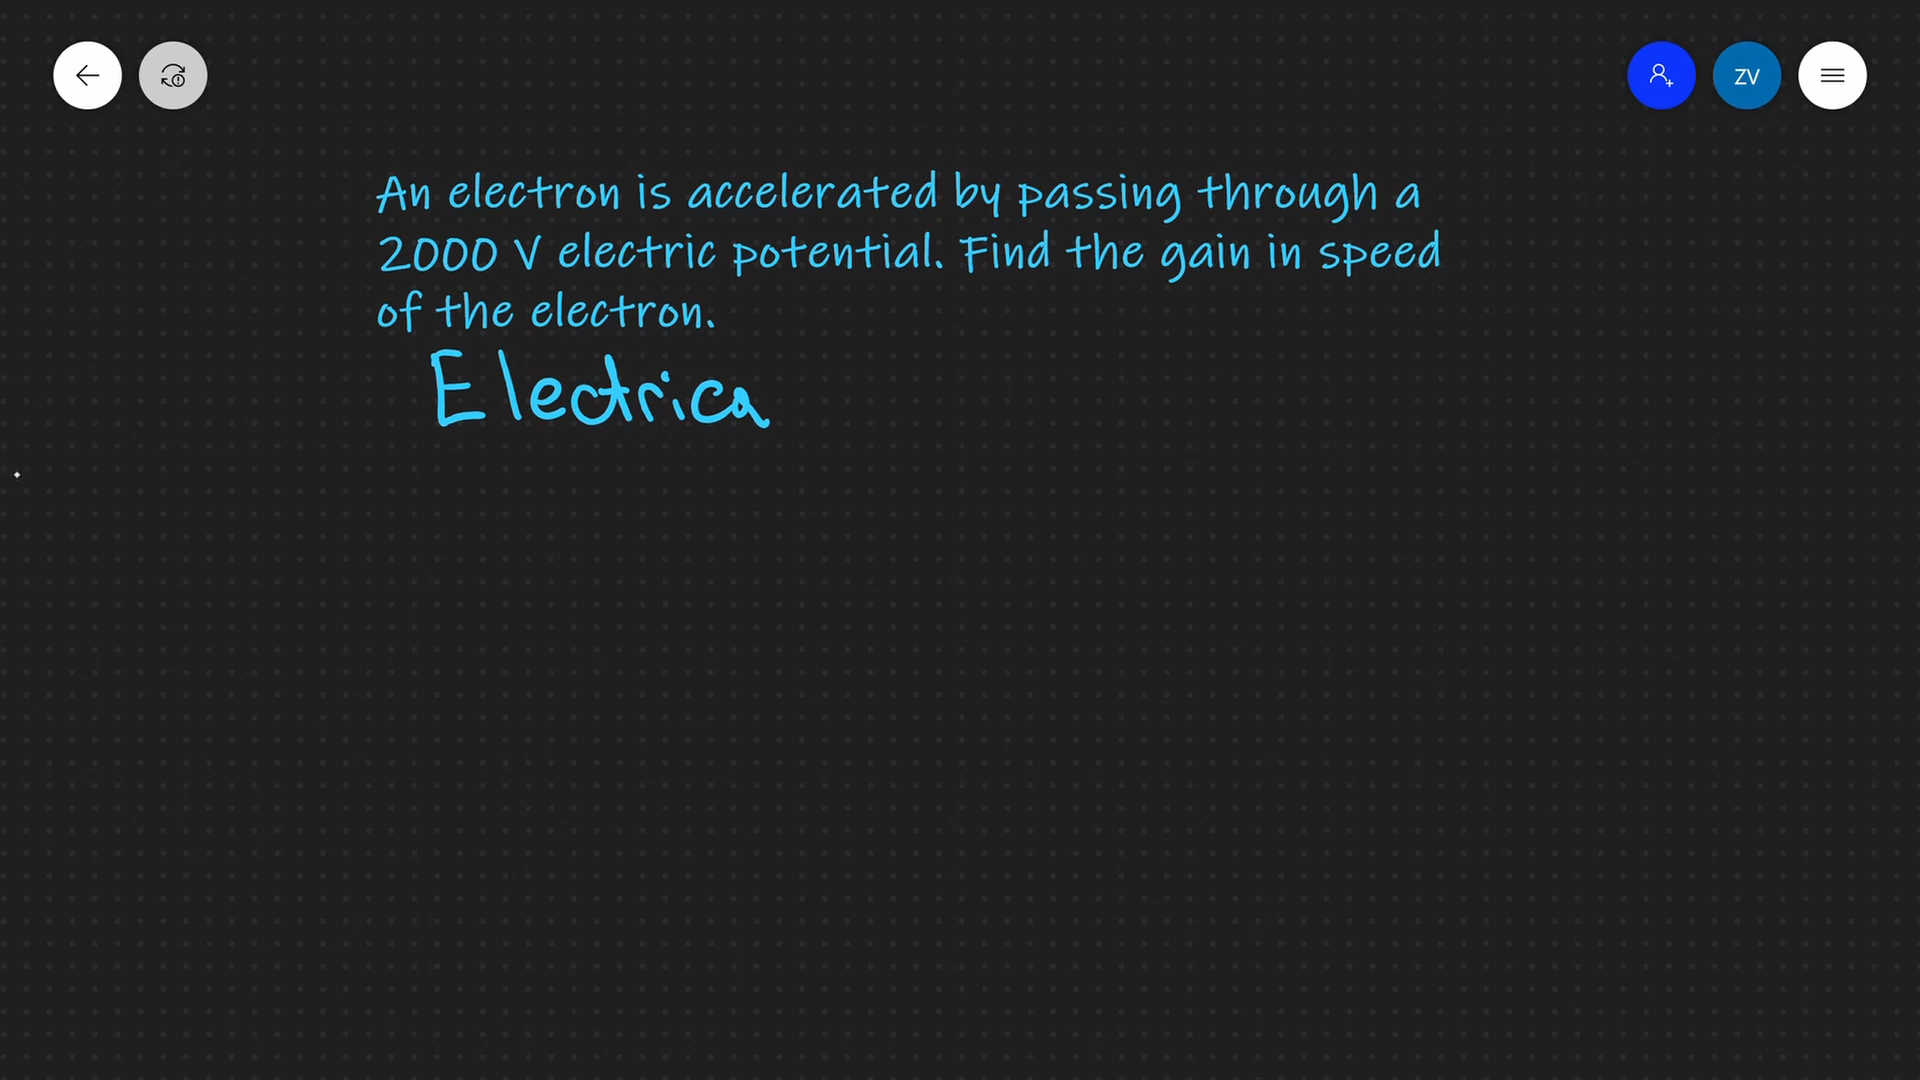 ZV
An electron is accelerated by passing through a
2000 V electric potential. Find the gain in speed
of the electron.
Electrica